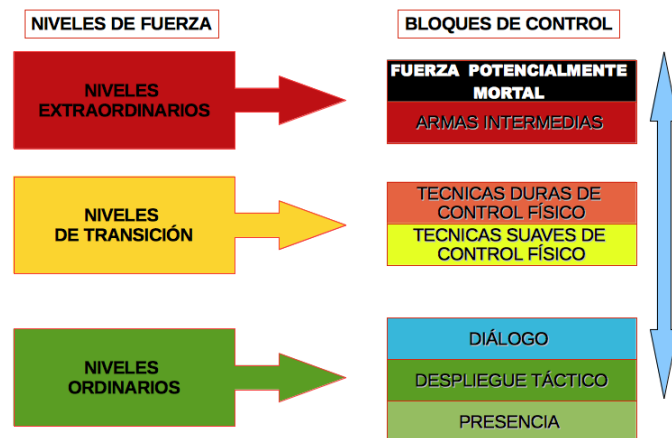 NIVELES DE FUERZA
BLOQUES DE CONTROL
NIVELES
EXTRAORDINARIOS
FUERZA POTENCIALMENTE
MORTAL
ARMAS INTERMEDIAS
NIVELES
DE TRANSICIÓN
TECNICAS DURAS DE
CONTROL FÍSICO
TECNICAS SUAVES DE
CONTROL FÍSICO
NIVELES
ORDINARIOS
DIÁLOGO
DESPLIEGUE TÁCTICO
PRESENCIA